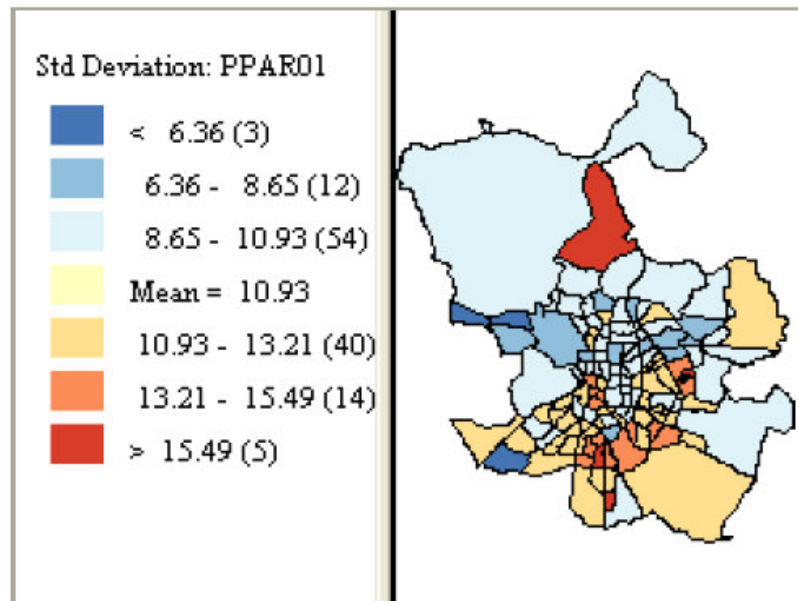 Std Deviation: PPAR01
< 6.36 (3)
6.36 - 8.65 (12)
8.65 - 10.93 (54)
Mean = 10.93
10.93 - 13.21 (40)
13.21 - 15.49 (14)
> 15.49 (5)